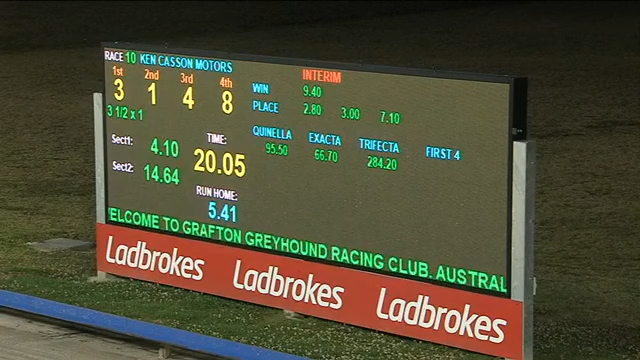 RACE 10 KEN CASSON MOTORS
1st 2nd 3rd 4th
3 1 4 8
3 1/2 x 1
INTERIM
WIN 9.40
PLACE 2.80 3.00 7.10
QUINELLA EXACTA TRIFECTA FIRST 4
95.50 66.70 284.20
Sect1: 4.10
Sect2: 14.64
TIME:
20.05
RUN HOME:
5.41
WELCOME TO GRAFTON GREYHOUND RACING CLUB. AUSTRAL
Ladbrokes Ladbrokes Ladbrokes